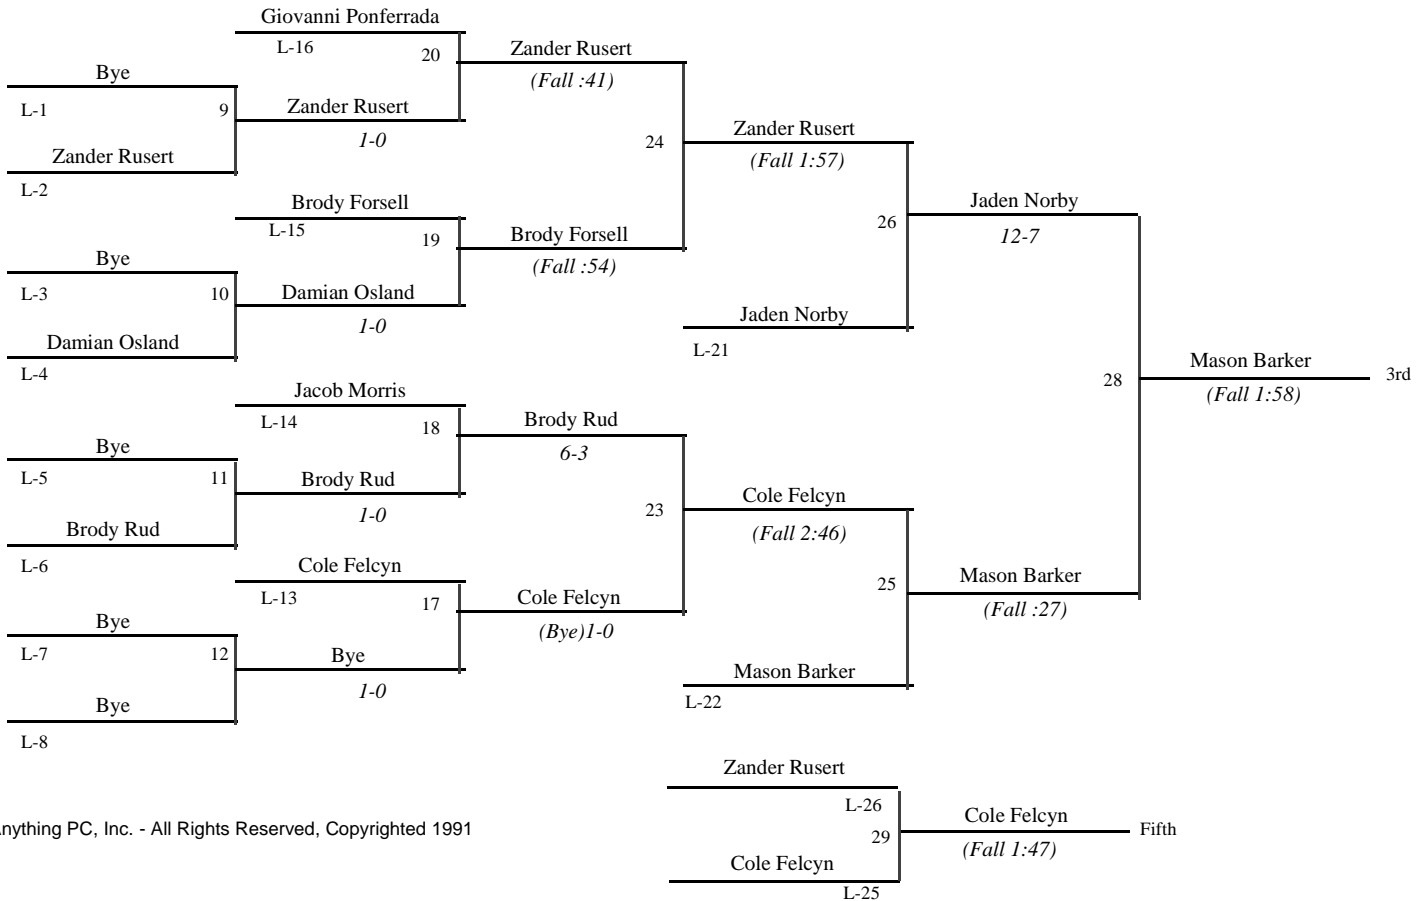 Giovanni Ponferrada
L-16
20
Zander Rusert
(Fall :41)
Bye
L-1
9
Zander Rusert
1-0
Zander Rusert
L-2
24
Zander Rusert
(Fall 1:57)
Brody Forsell
L-15
19
Brody Forsell
(Fall :54)
26
Jaden Norby
12-7
Bye
L-3
10
Damian Osland
1-0
Damian Osland
L-4
Jaden Norby
L-21
28
Mason Barker
(Fall 1:58)
3rd
Jacob Morris
L-14
18
Brody Rud
6-3
Bye
L-5
11
Brody Rud
1-0
Brody Rud
L-6
23
Cole Felcyn
(Fall 2:46)
Cole Felcyn
L-13
17
Cole Felcyn
(Bye)1-0
25
Mason Barker
(Fall :27)
Bye
L-7
12
Bye
1-0
Bye
L-8
Mason Barker
L-22
Zander Rusert
L-26
29
Cole Felcyn
(Fall 1:47)
Fifth
Cole Felcyn
L-25
nything PC, Inc. - All Rights Reserved, Copyrighted 1991